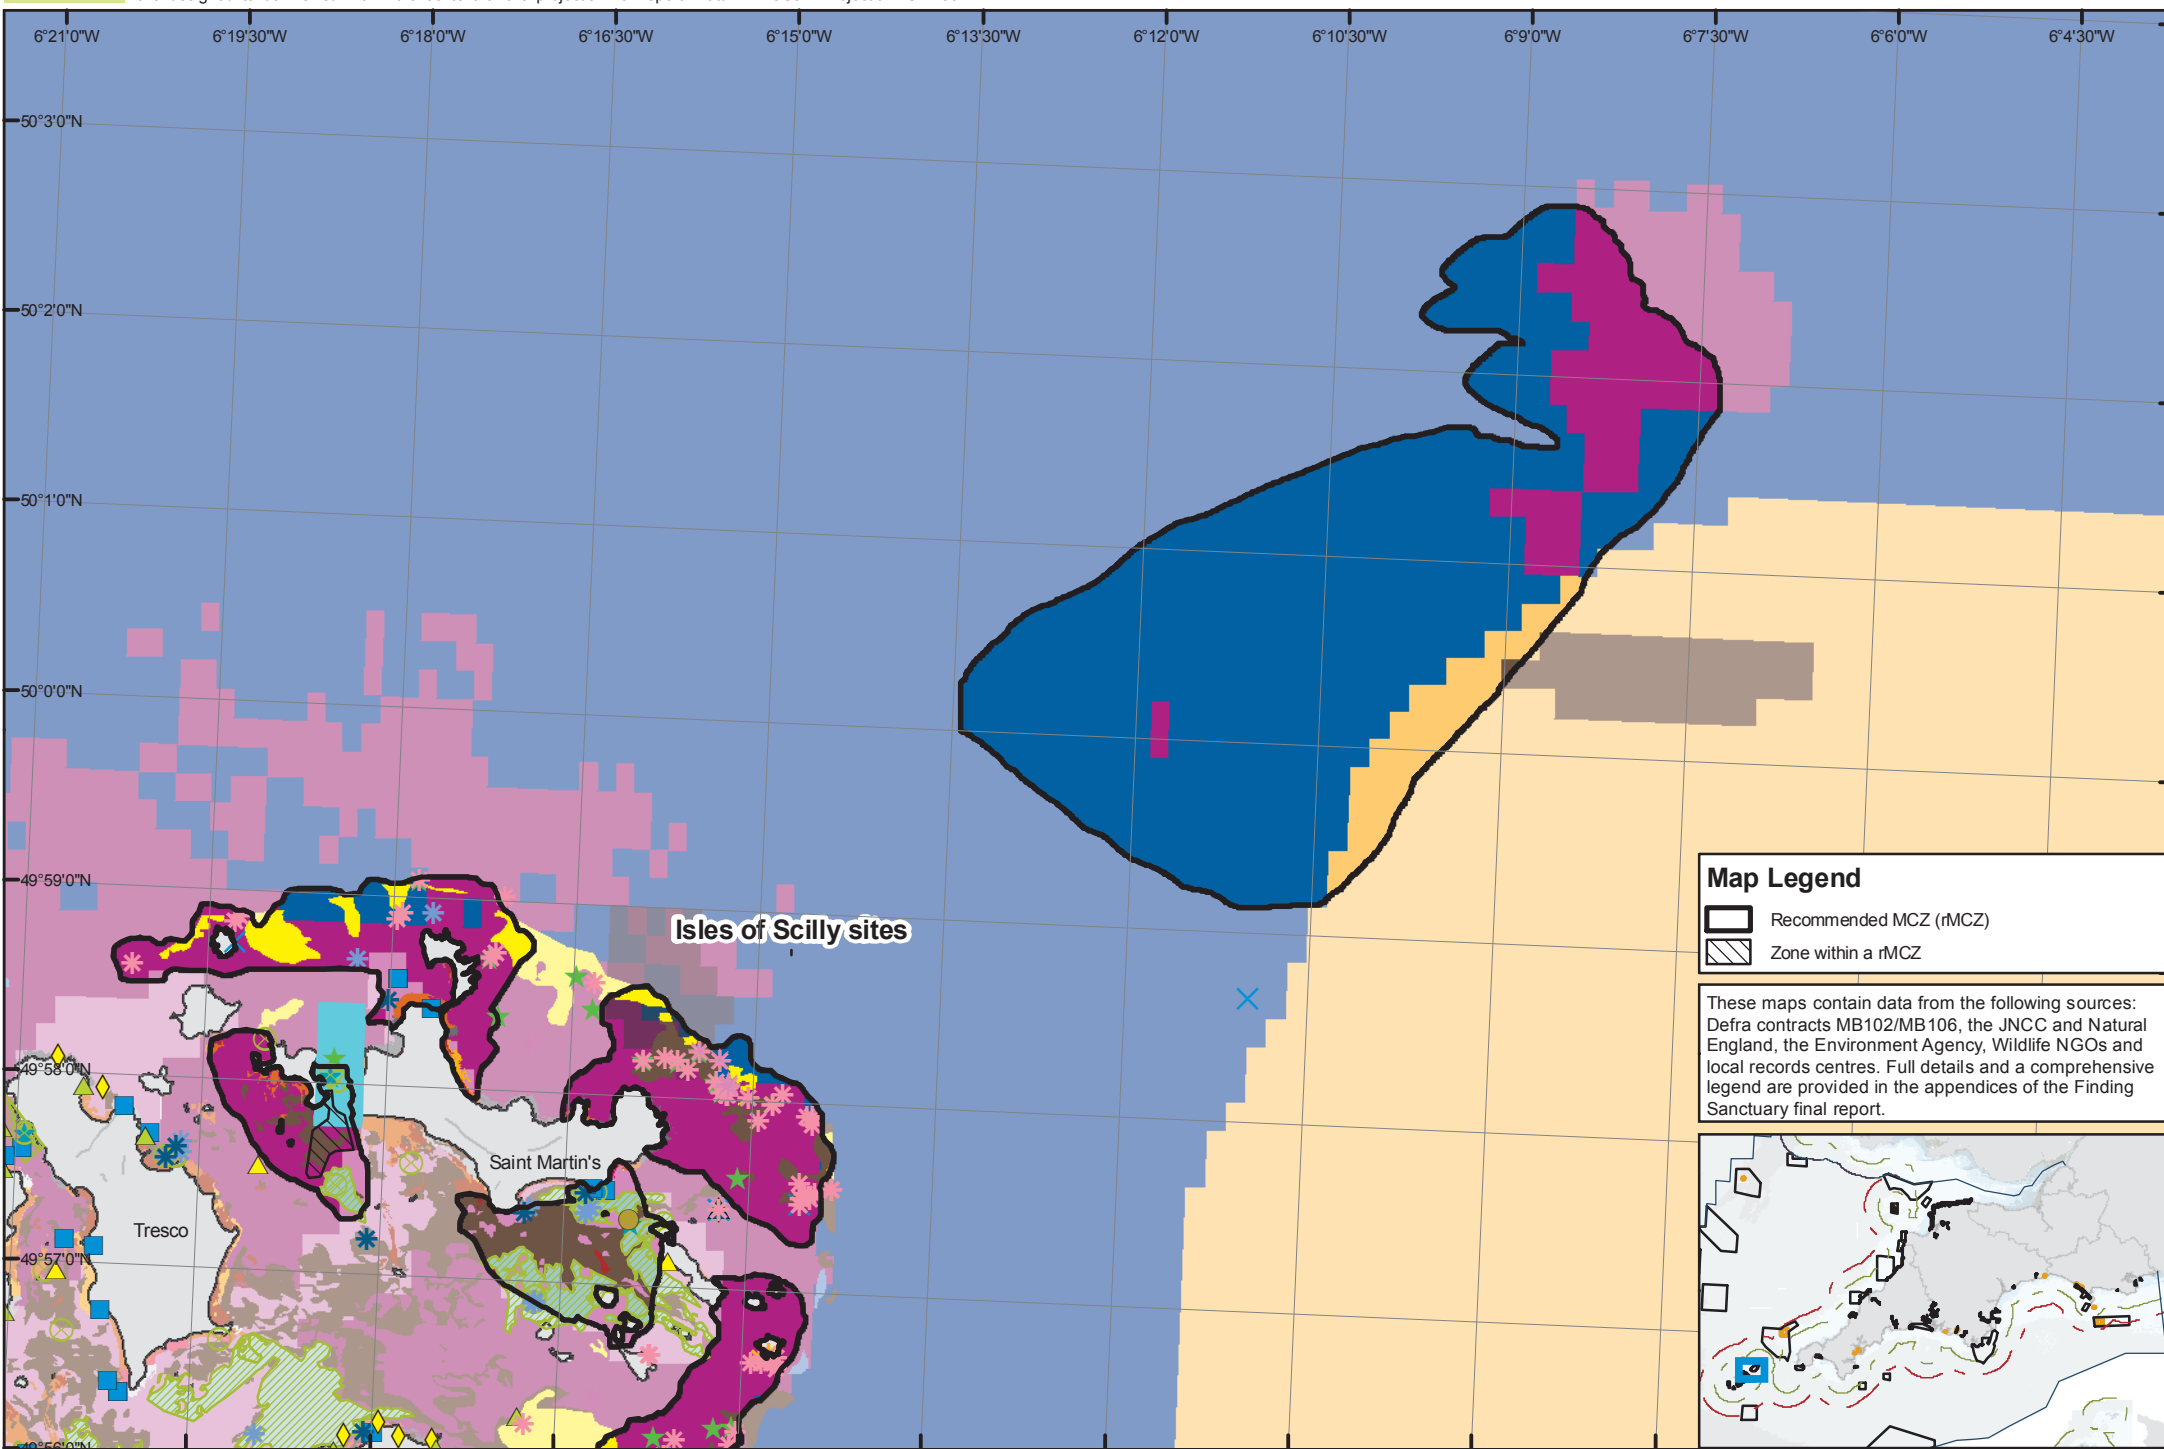 6°21'0"W 6°19'30"W 6°18'0"W 6°16'30"W 6°15'0"W 6°13'30"W 6°12'0"W 6°10'30"W 6°9'0"W 6°7'30"W 6°6'0"W 6°4'30"W
50°3'0"N
50°2'0"N
50°1'0"N
50°0'0"N
49°59'0"N
Isles of Scilly sites
49°58'0"N
Saint Martin's
Tresco
49°57'0"N
49°56'0"N
Map Legend
Recommended MCZ (rMCZ)
Zone within a rMCZ
These maps contain data from the following sources:
Defra contracts MB102/MB106, the JNCC and Natural
England, the Environment Agency, Wildlife NGOs and
local records centres. Full details and a comprehensive
legend are provided in the appendices of the Finding
Sanctuary final report.